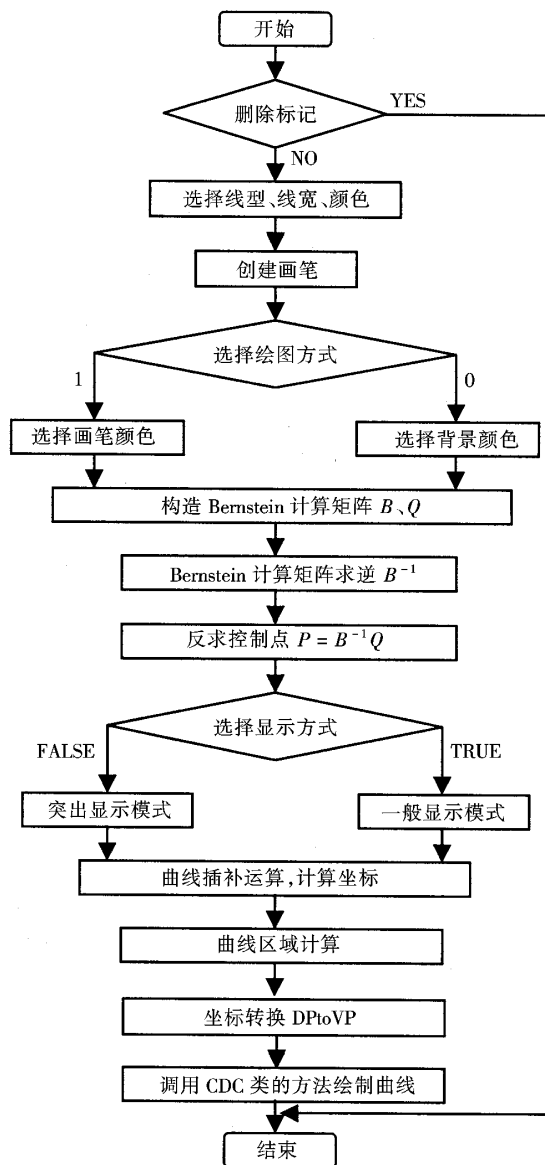 开始
删除标记
YES
NO
选择线型、线宽、颜色
创建画笔
选择绘图方式
1
0
选择画笔颜色
选择背景颜色
构造 Bernstein 计算矩阵 B、Q
Bernstein 计算矩阵求逆 B⁻¹
反求控制点 P = B⁻¹Q
选择显示方式
FALSE
TRUE
突出显示模式
一般显示模式
曲线插补运算,计算坐标
曲线区域计算
坐标转换 DPtoVP
调用 CDC 类的方法绘制曲线
结束